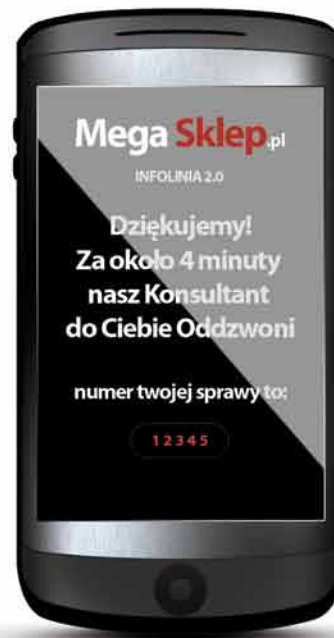 Mega Sklep.pl
INFOLINIA 2.0
Dziękujemy!
Za około 4 minuty
nasz Konsultant
do Ciebie Oddzwoni
numer twojej sprawy to:
12345